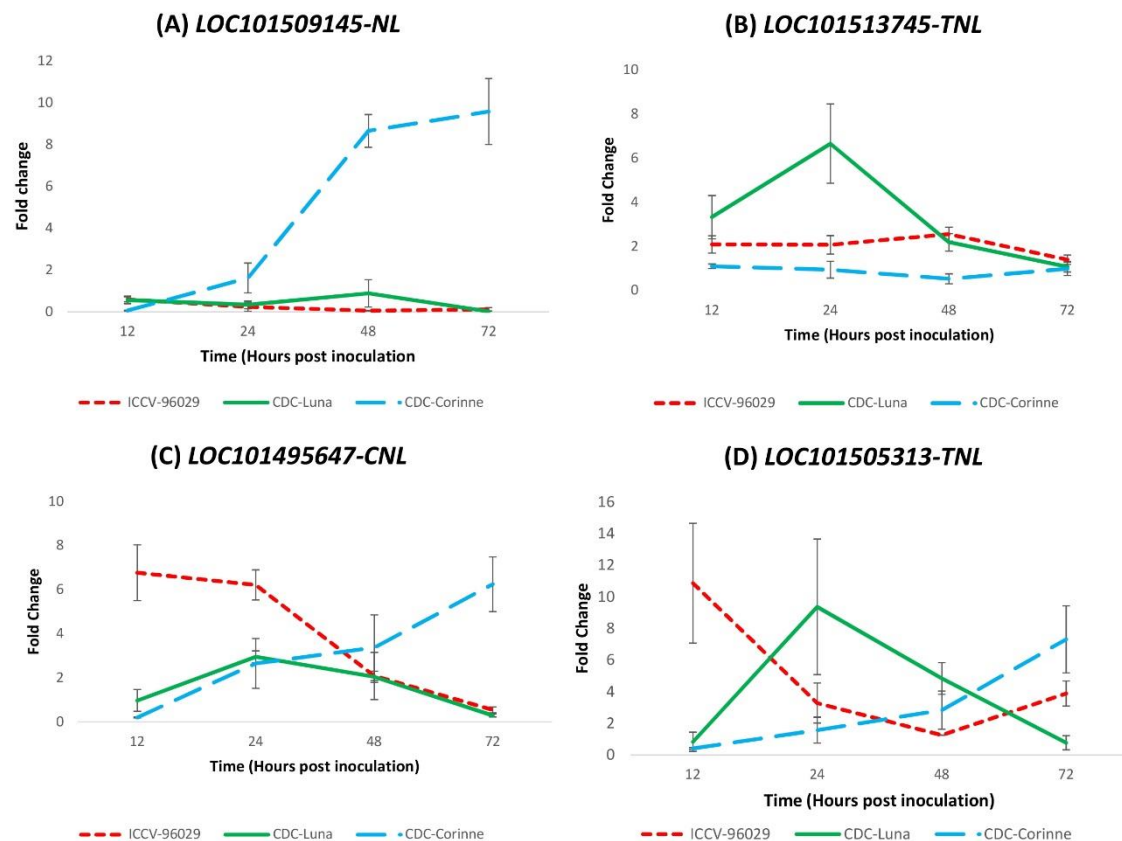 (A) LOC101509145-NL
12
10
8
6
4
2
0
Fold change
12 24 48 72
Time (Hours post inoculation
ICCV-96029 CDC-Luna CDC-Corinne
(B) LOC101513745-TNL
10
8
6
4
2
0
Fold Change
12 24 48 72
Time (Hours post inoculation)
ICCV-96029 CDC-Luna CDC-Corinne
(C) LOC101495647-CNL
10
8
6
4
2
0
Fold Change
12 24 48 72
Time (Hours post inoculation)
ICCV-96029 CDC-Luna CDC-Corinne
(D) LOC101505313-TNL
16
14
12
10
8
6
4
2
0
Fold Change
12 24 48 72
Time (Hours post inoculation)
ICCV-96029 CDC-Luna CDC-Corinne